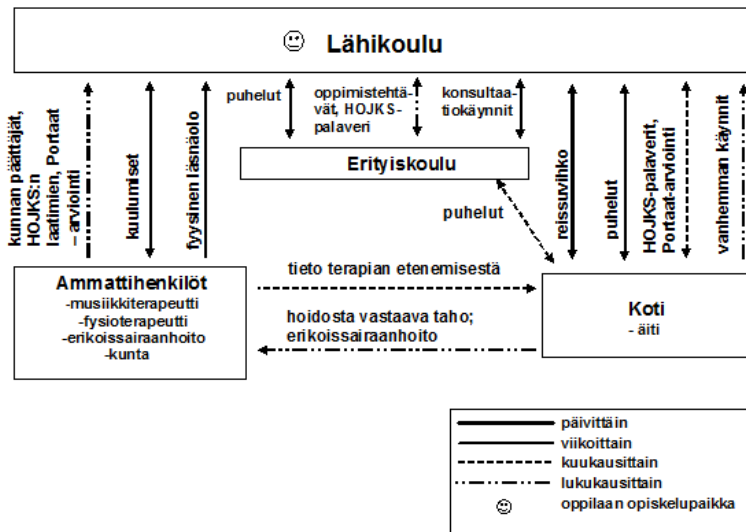 Lähikoulu
kunnan päättäjät,
HOJKS:n
laatimien, Portaat
– arviointi
kuulumiset
fyysinen läsnäolo
puhelut
oppimistehtä-
vät, HOJKS-
palaveri
konsultaa-
tiokäynnit
Erityiskoulu
puhelut
reissuvihko
puhelut
HOJKS-palaverit,
Portaat-arviointi
vanhemman käynnit
Ammattihenkilöt
-musiikkiterapeutti
-fysioterapeutti
-erikoissairaanhoito
-kunta
tieto terapian etenemisestä
hoidosta vastaava taho;
erikoissairaanhoito
Koti
- äiti
päivittäin
viikoittain
kuukausittain
lukukausittain
oppilaan opiskelupaikka